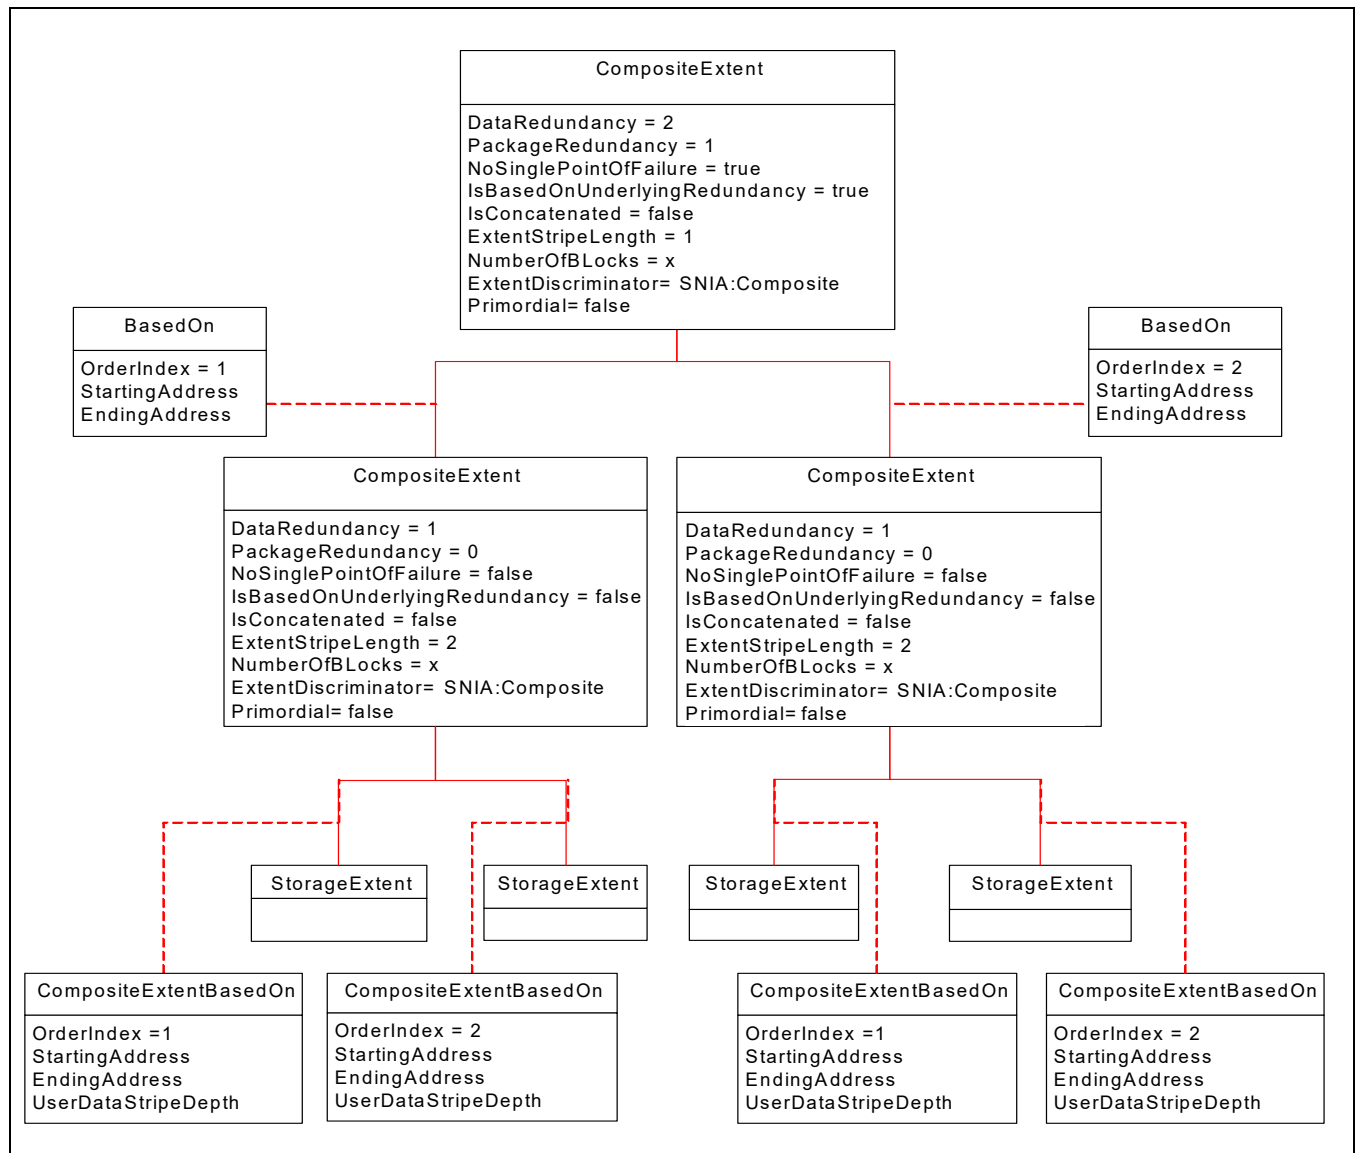 CompositeExtent
DataRedundancy = 2
PackageRedundancy = 1
NoSinglePointOfFailure = true
IsBasedOnUnderlyingRedundancy = true
IsConcatenated = false
ExtentStripeLength = 1
NumberOfBLocks = x
ExtentDiscriminator= SNIA:Composite
Primordial= false
BasedOn
OrderIndex = 1
StartingAddress
EndingAddress
BasedOn
OrderIndex = 2
StartingAddress
EndingAddress
CompositeExtent
DataRedundancy = 1
PackageRedundancy = 0
NoSinglePointOfFailure = false
IsBasedOnUnderlyingRedundancy = false
IsConcatenated = false
ExtentStripeLength = 2
NumberOfBLocks = x
ExtentDiscriminator= SNIA:Composite
Primordial= false
CompositeExtent
DataRedundancy = 1
PackageRedundancy = 0
NoSinglePointOfFailure = false
IsBasedOnUnderlyingRedundancy = false
IsConcatenated = false
ExtentStripeLength = 2
NumberOfBLocks = x
ExtentDiscriminator= SNIA:Composite
Primordial= false
StorageExtent
StorageExtent
StorageExtent
StorageExtent
CompositeExtentBasedOn
OrderIndex =1
StartingAddress
EndingAddress
UserDataStripeDepth
CompositeExtentBasedOn
OrderIndex = 2
StartingAddress
EndingAddress
UserDataStripeDepth
CompositeExtentBasedOn
OrderIndex =1
StartingAddress
EndingAddress
UserDataStripeDepth
CompositeExtentBasedOn
OrderIndex = 2
StartingAddress
EndingAddress
UserDataStripeDepth